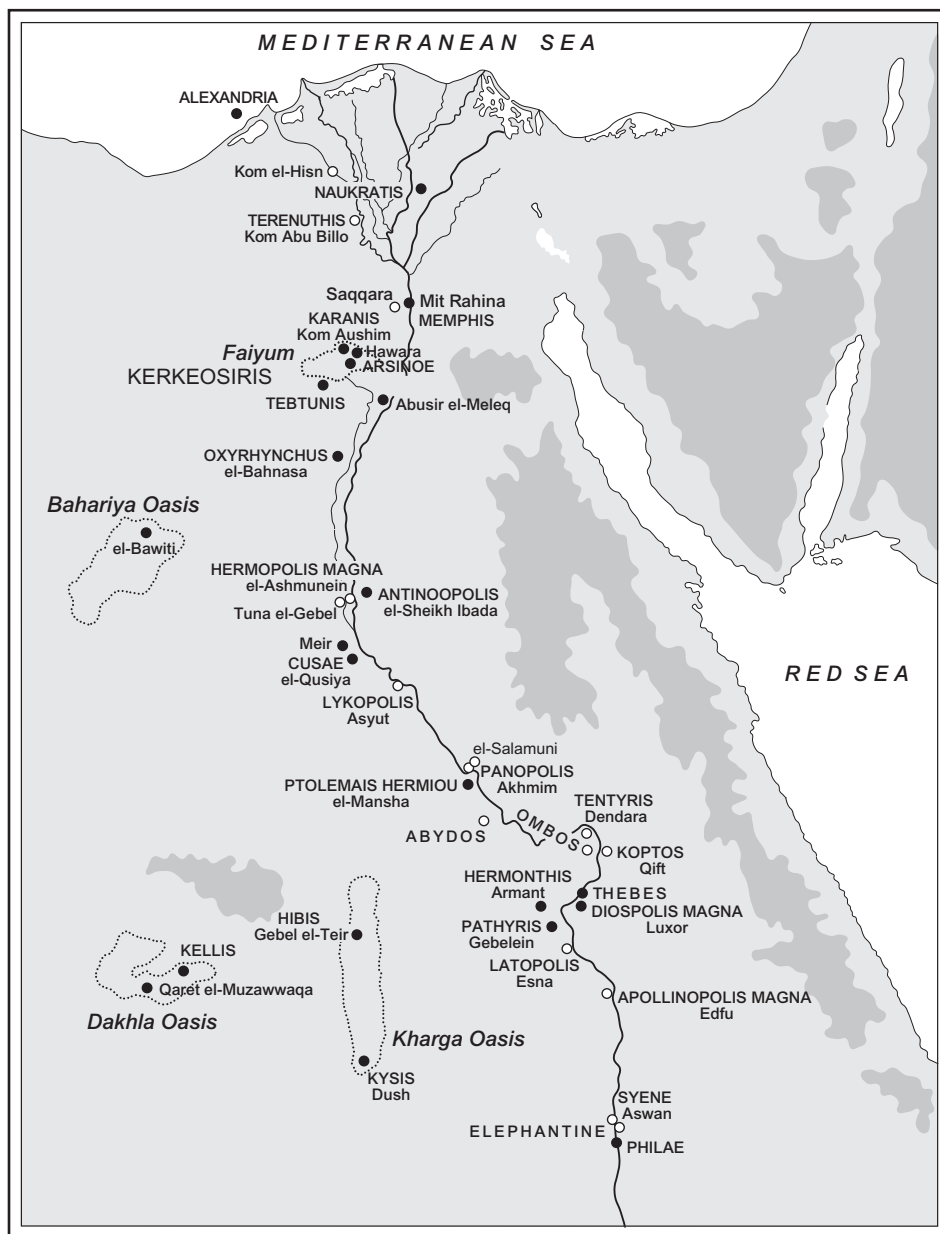 MEDITERRANEAN SEA
ALEXANDRIA
Kom el-Hisn
NAUKRATIS
TERENUTHIS
Kom Abu Billo
Saqqara
Mit Rahina
MEMPHIS
KARANIS
Kom Aushim
Faiyum
Hawara
ARSINOE
KERKEOSIRIS
TEBTUNIS
Abusir el-Meleq
OXYRHYNCHUS
el-Bahnasa
Bahariya Oasis
el-Bawiti
HERMOPOLIS MAGNA
el-Ashmunein
Tuna el-Gebel
ANTINOOPOLIS
el-Sheikh Ibada
Meir
CUSAE
el-Qusiya
RED SEA
LYKOPOLIS
Asyut
el-Salamuni
PANOPOLIS
Akhmim
PTOLEMAIS HERMIOU
el-Mansha
ABYDOS
OMBOS
TENTYRIS
Dendara
KOPTOS
Qift
HERMONTHIS
Armant
THEBES
DIOSPOLIS MAGNA
Luxor
PATHYRIS
Gebelein
HIBIS
Gebel el-Teir
LATOPOLIS
Esna
KELLIS
Qaret el-Muzawwaqa
Dakhla Oasis
APOLLINOPOLIS MAGNA
Edfu
Kharga Oasis
KYSIS
Dush
SYENE
Aswan
ELEPHANTINE
PHILAE